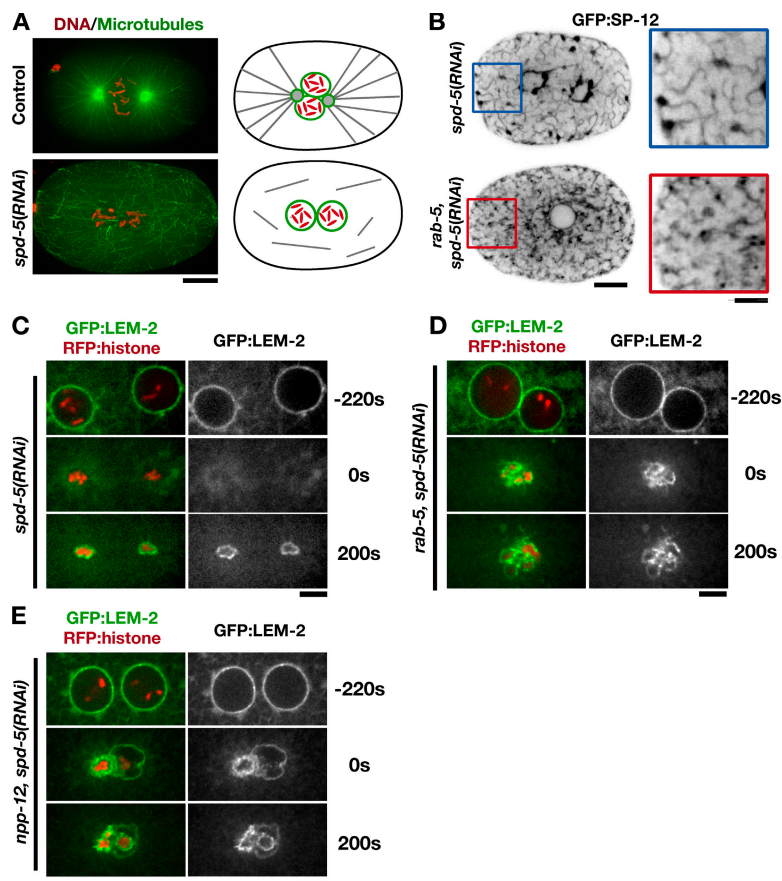 A
DNA/Microtubules
Control
spd-5(RNAi)
B
GFP:SP-12
spd-5(RNAi)
rab-5,
spd-5(RNAi)
C
GFP:LEM-2
RFP:histone
GFP:LEM-2
spd-5(RNAi)
-220s
0s
200s
D
GFP:LEM-2
RFP:histone
GFP:LEM-2
rab-5, spd-5(RNAi)
-220s
0s
200s
E
GFP:LEM-2
RFP:histone
GFP:LEM-2
npp-12, spd-5(RNAi)
-220s
0s
200s